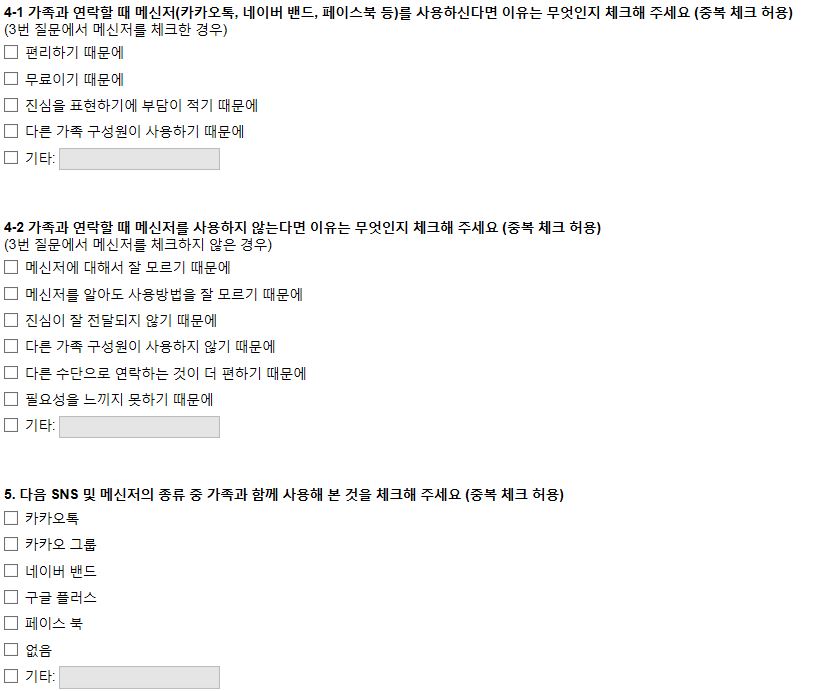 4-1 가족과 연락할 때 메신저(카카오톡, 네이버 밴드, 페이스북 등)를 사용하신다면 이유는 무엇인지 체크해 주세요 (중복 체크 허용)
(3번 질문에서 메신저를 체크한 경우)
편리하기 때문에
무료이기 때문에
진심을 표현하기에 부담이 적기 때문에
다른 가족 구성원이 사용하기 때문에
기타:
4-2 가족과 연락할 때 메신저를 사용하지 않는다면 이유는 무엇인지 체크해 주세요 (중복 체크 허용)
(3번 질문에서 메신저를 체크하지 않은 경우)
메신저에 대해서 잘 모르기 때문에
메신저를 알아도 사용방법을 잘 모르기 때문에
진심이 잘 전달되지 않기 때문에
다른 가족 구성원이 사용하지 않기 때문에
다른 수단으로 연락하는 것이 더 편하기 때문에
필요성을 느끼지 못하기 때문에
기타:
5. 다음 SNS 및 메신저의 종류 중 가족과 함께 사용해 본 것을 체크해 주세요 (중복 체크 허용)
카카오톡
카카오 그룹
네이버 밴드
구글 플러스
페이스 북
없음
기타: